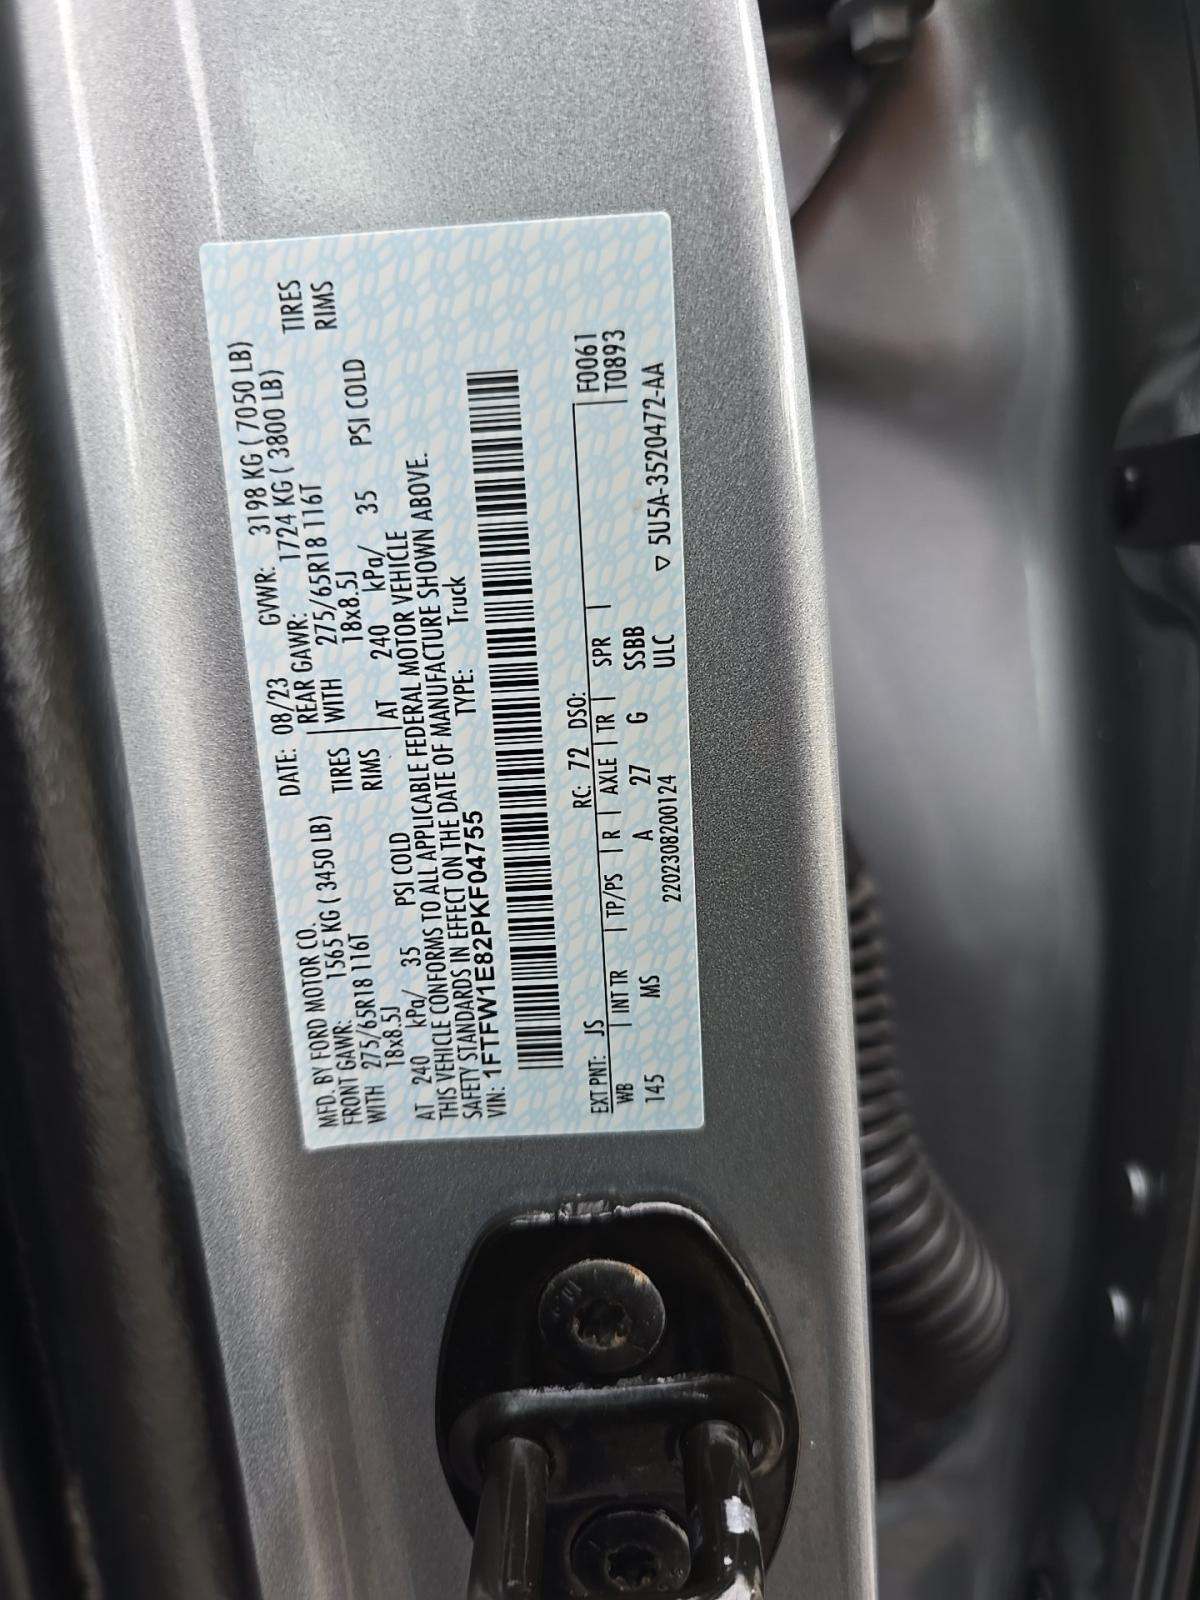 MFD. BY FORD MOTOR CO. DATE: 08/23 GVWR: 3198 KG ( 7050 LB)
FRONT GAWR: 1565 KG ( 3450 LB) REAR GAWR: 1724 KG ( 3800 LB)
WITH 275/65R18 116T TIRES WITH 275/65R18 116T TIRES
18x8.5J RIMS 18x8.5J RIMS
AT 240 kPa/ 35 PSI COLD AT 240 kPa/ 35 PSI COLD
THIS VEHICLE CONFORMS TO ALL APPLICABLE FEDERAL MOTOR VEHICLE
SAFETY STANDARDS IN EFFECT ON THE DATE OF MANUFACTURE SHOWN ABOVE.
VIN: 1FTFW1E82PKF04755 TYPE: Truck
EXT PNT: JS RC: 72 DSO: F0061
WB INT TR TP/PS R AXLE TR SPR T0893
145 MS A 27 G SSBB
2202308200124 ULC ▽ 5U5A-3520472-AA